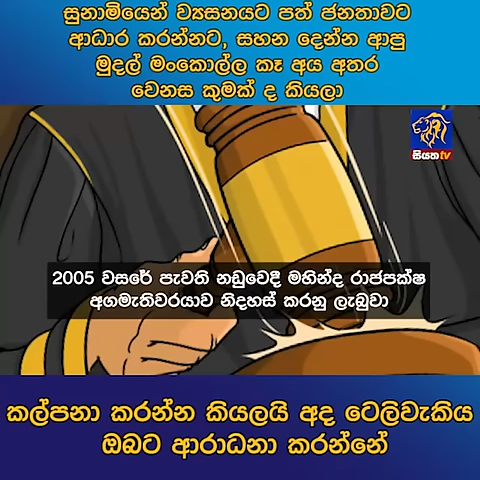 සුනාමියෙන් ව්‍යසනයට පත් ජනතාවට
ආධාර කරන්නට, සහන දෙන්න ආපු
මුදල් මංකොල්ල කෑ අය අතර
වෙනස කුමක් ද කියලා
සියත tv
2005 වසරේ පැවති නඩුවෙදී මහින්ද රාජපක්ෂ
අගමැතිවරයාව නිදහස් කරනු ලැබුවා
කල්පනා කරන්න කියලයි අද ටෙලිවැකිය
ඔබට ආරාධනා කරන්නේ